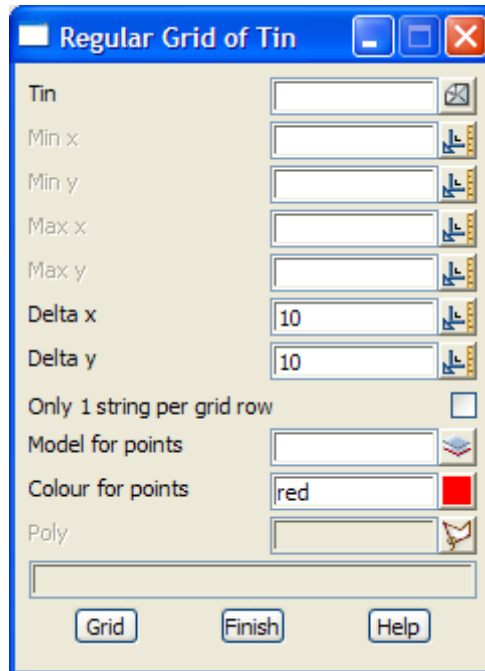 Regular Grid of Tin
Tin
Min x
Min y
Max x
Max y
Delta x 10
Delta y 10
Only 1 string per grid row
Model for points
Colour for points red
Poly
Grid Finish Help